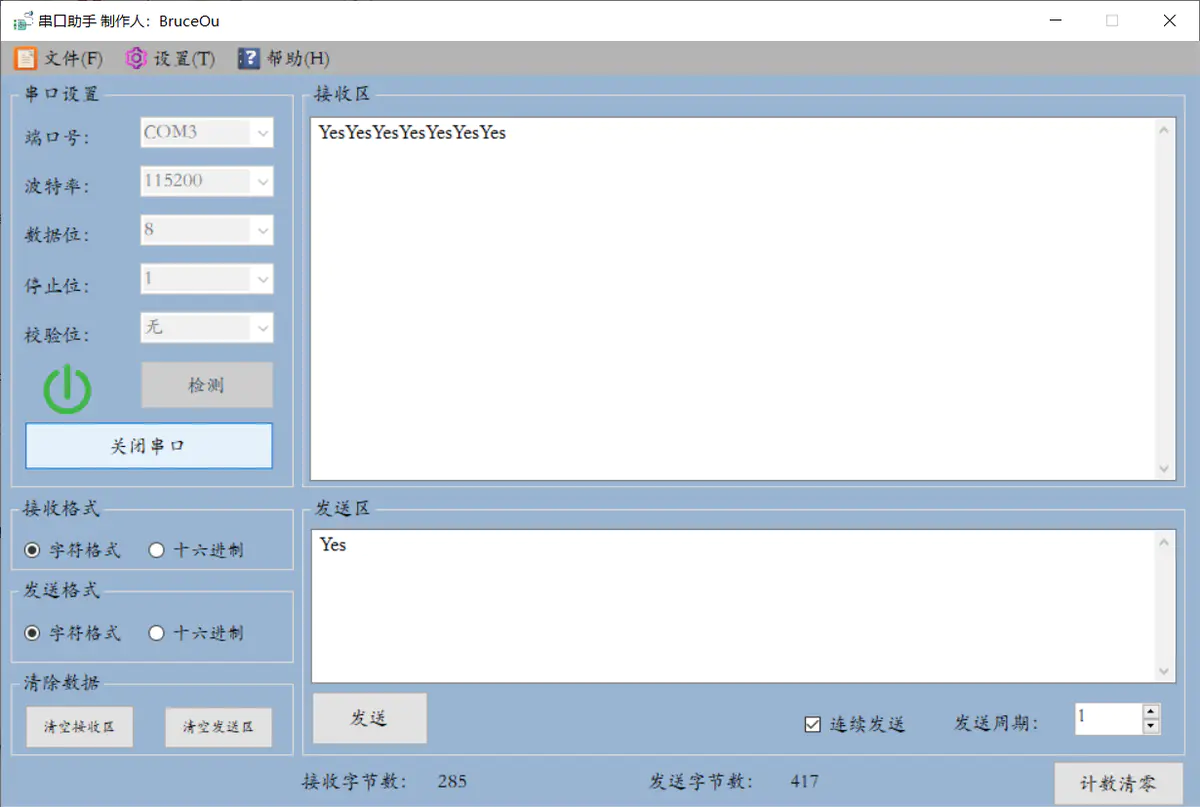 串口助手 制作人：BruceOu
文件(F) 设置(T) 帮助(H)
串口设置
端口号: COM3
波特率: 115200
数据位: 8
停止位: 1
校验位: 无
检测
关闭串口
接收格式
字符格式 十六进制
发送格式
字符格式 十六进制
清除数据
清空接收区 清空发送区
接收区
YesYesYesYesYesYesYes
发送区
Yes
发送 连续发送 发送周期: 1
接收字节数: 285 发送字节数: 417 计数清零